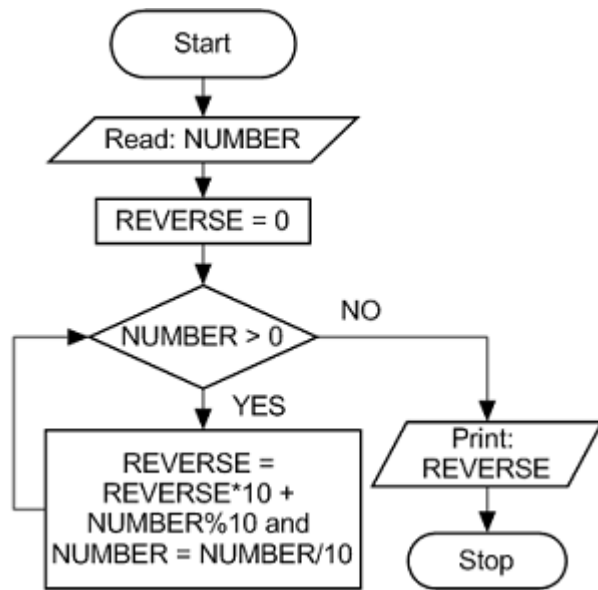 Start
Read: NUMBER
REVERSE = 0
NUMBER > 0
NO
YES
REVERSE =
REVERSE*10 +
NUMBER%10 and
NUMBER = NUMBER/10
Print:
REVERSE
Stop